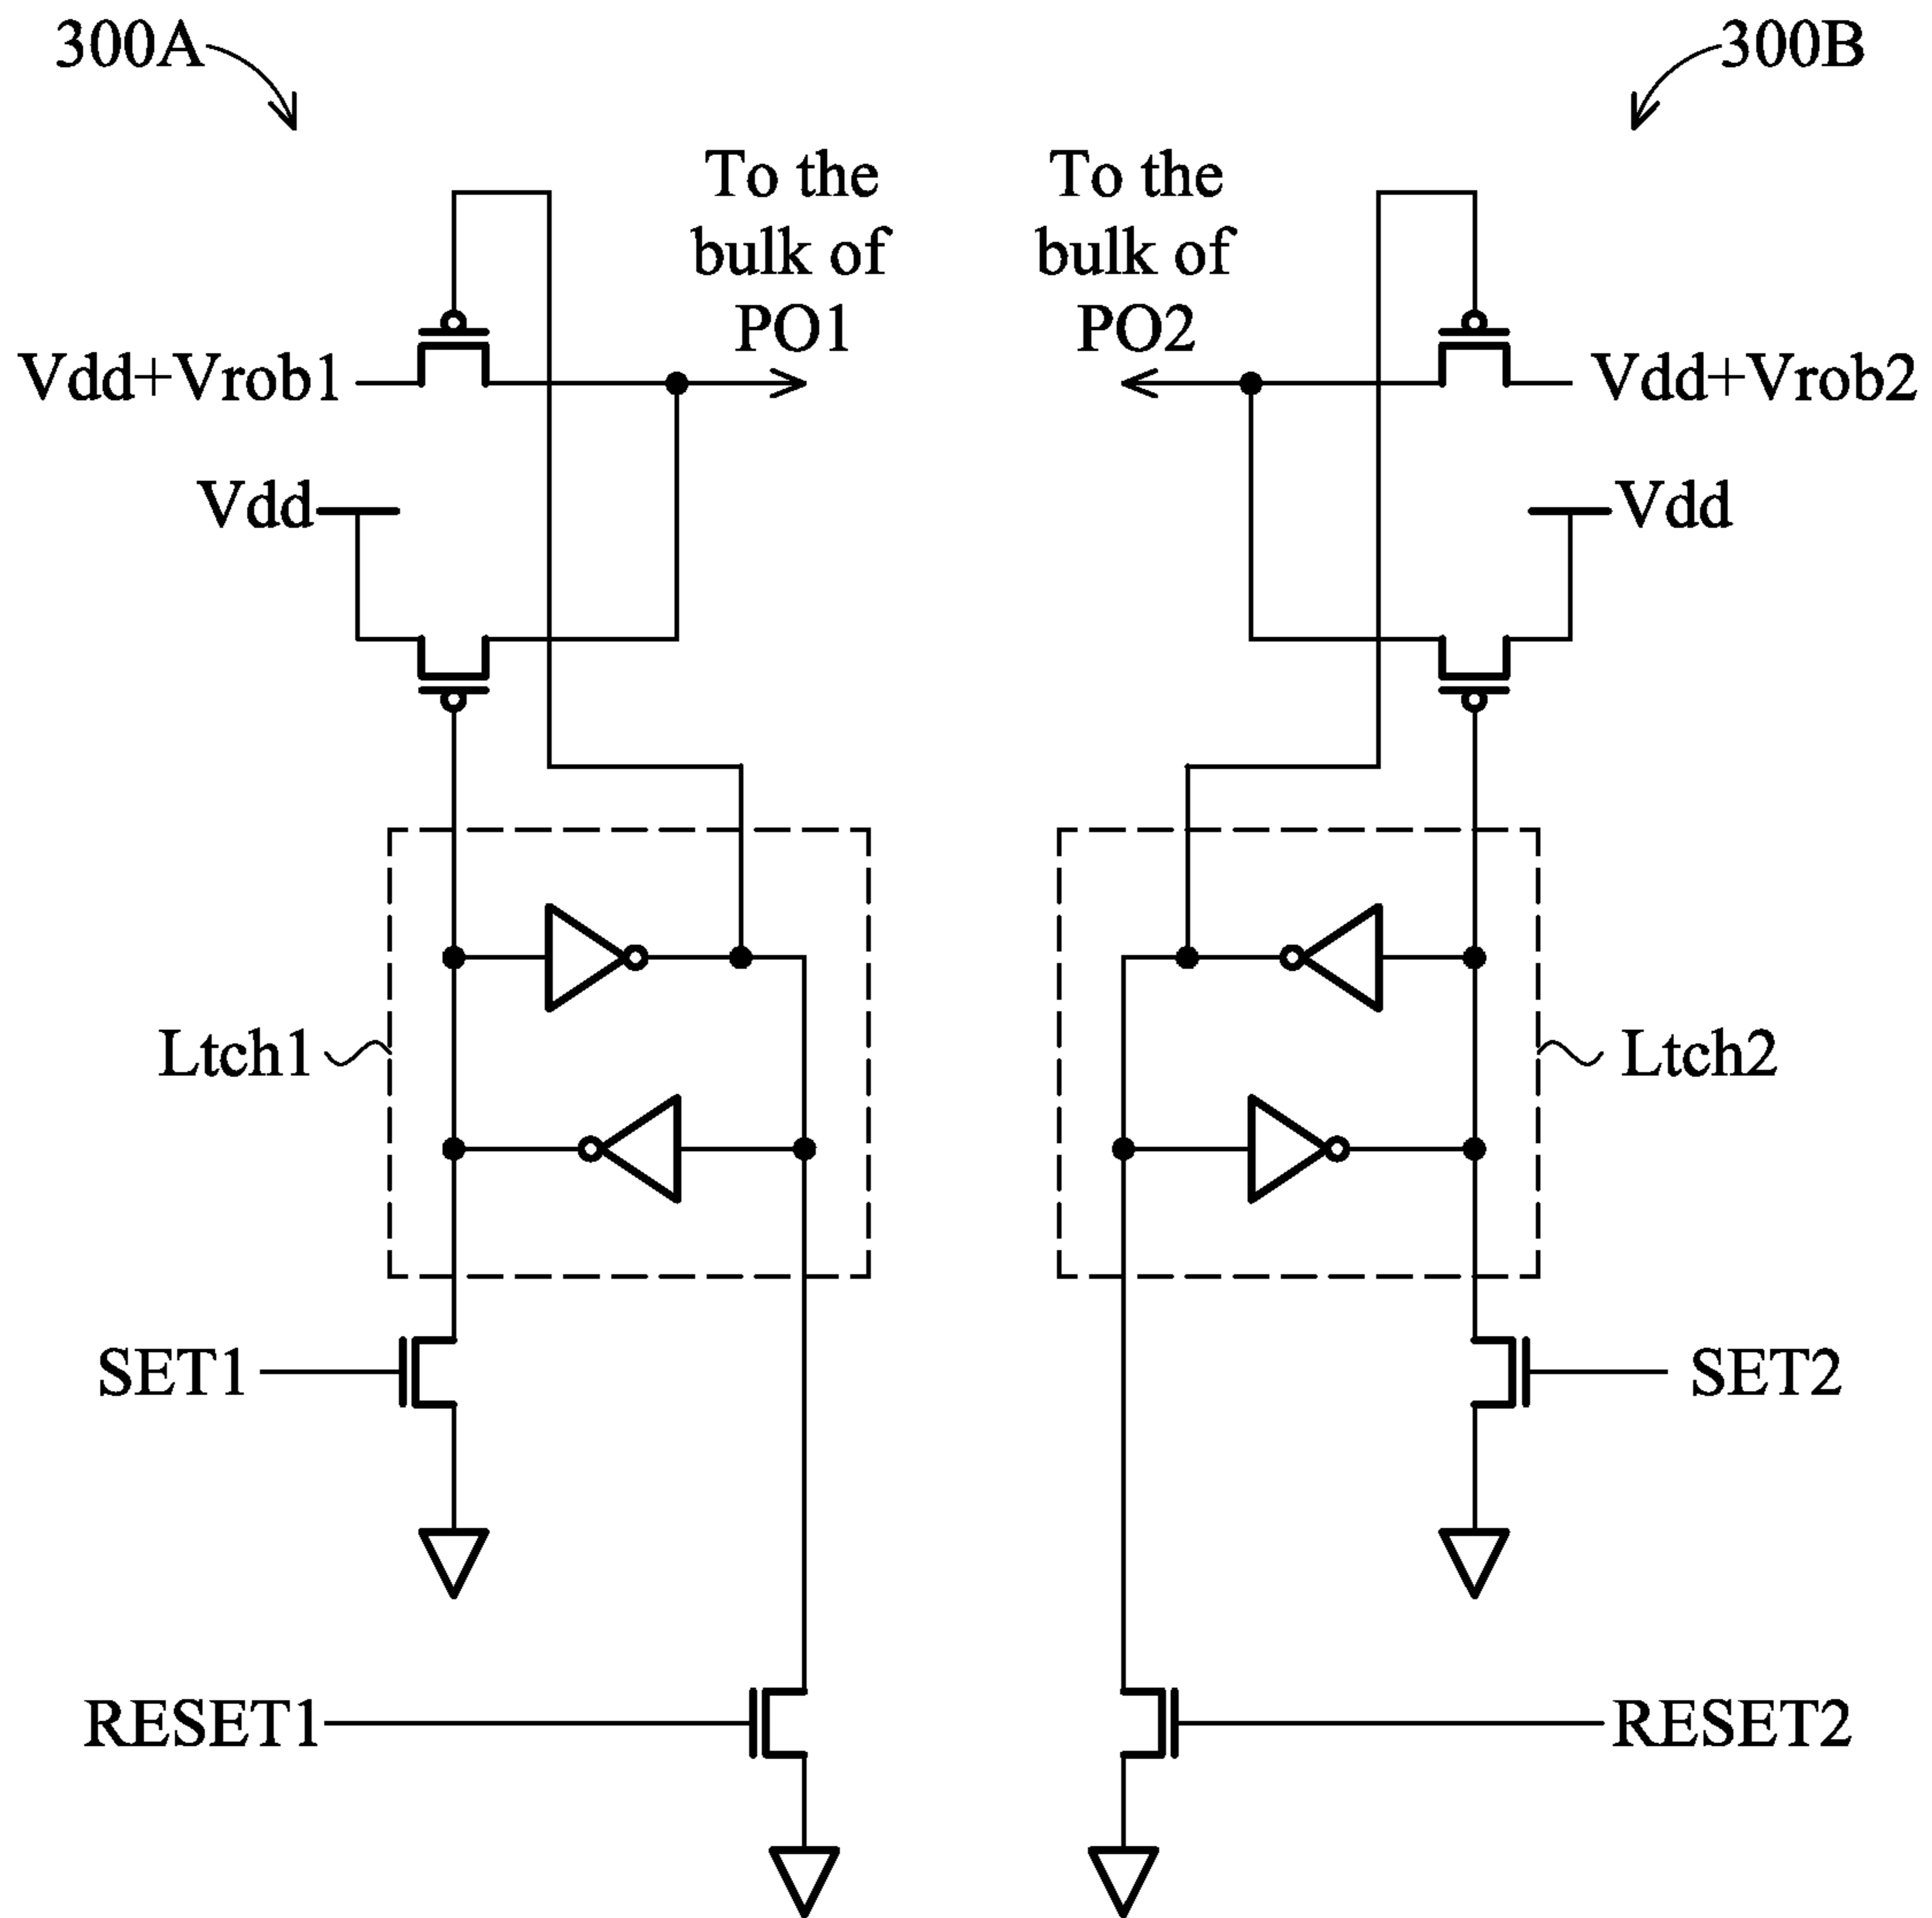 300A
300B
To the
bulk of
PO1
To the
bulk of
PO2
Vdd+Vrob1
Vdd+Vrob2
Vdd
Vdd
Ltch1
Ltch2
SET1
SET2
RESET1
RESET2